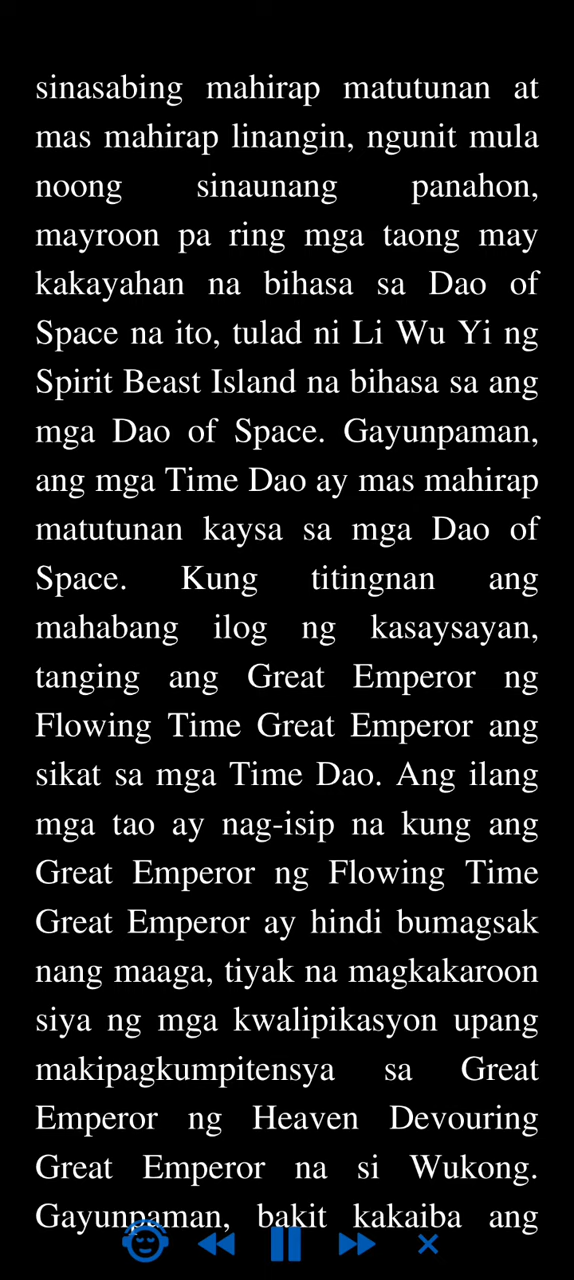 sinasabing mahirap matutunan at
mas mahirap linangin, ngunit mula
noong sinaunang panahon,
mayroon pa ring mga taong may
kakayahan na bihasa sa Dao of
Space na ito, tulad ni Li Wu Yi ng
Spirit Beast Island na bihasa sa ang
mga Dao of Space. Gayunpaman,
ang mga Time Dao ay mas mahirap
matutunan kaysa sa mga Dao of
Space. Kung titingnan ang
mahabang ilog ng kasaysayan,
tanging ang Great Emperor ng
Flowing Time Great Emperor ang
sikat sa mga Time Dao. Ang ilang
mga tao ay nag-isip na kung ang
Great Emperor ng Flowing Time
Great Emperor ay hindi bumagsak
nang maaga, tiyak na magkakaroon
siya ng mga kwalipikasyon upang
makipagkumpitensya sa Great
Emperor ng Heaven Devouring
Great Emperor na si Wukong.
Gayunpaman, bakit kakaiba ang